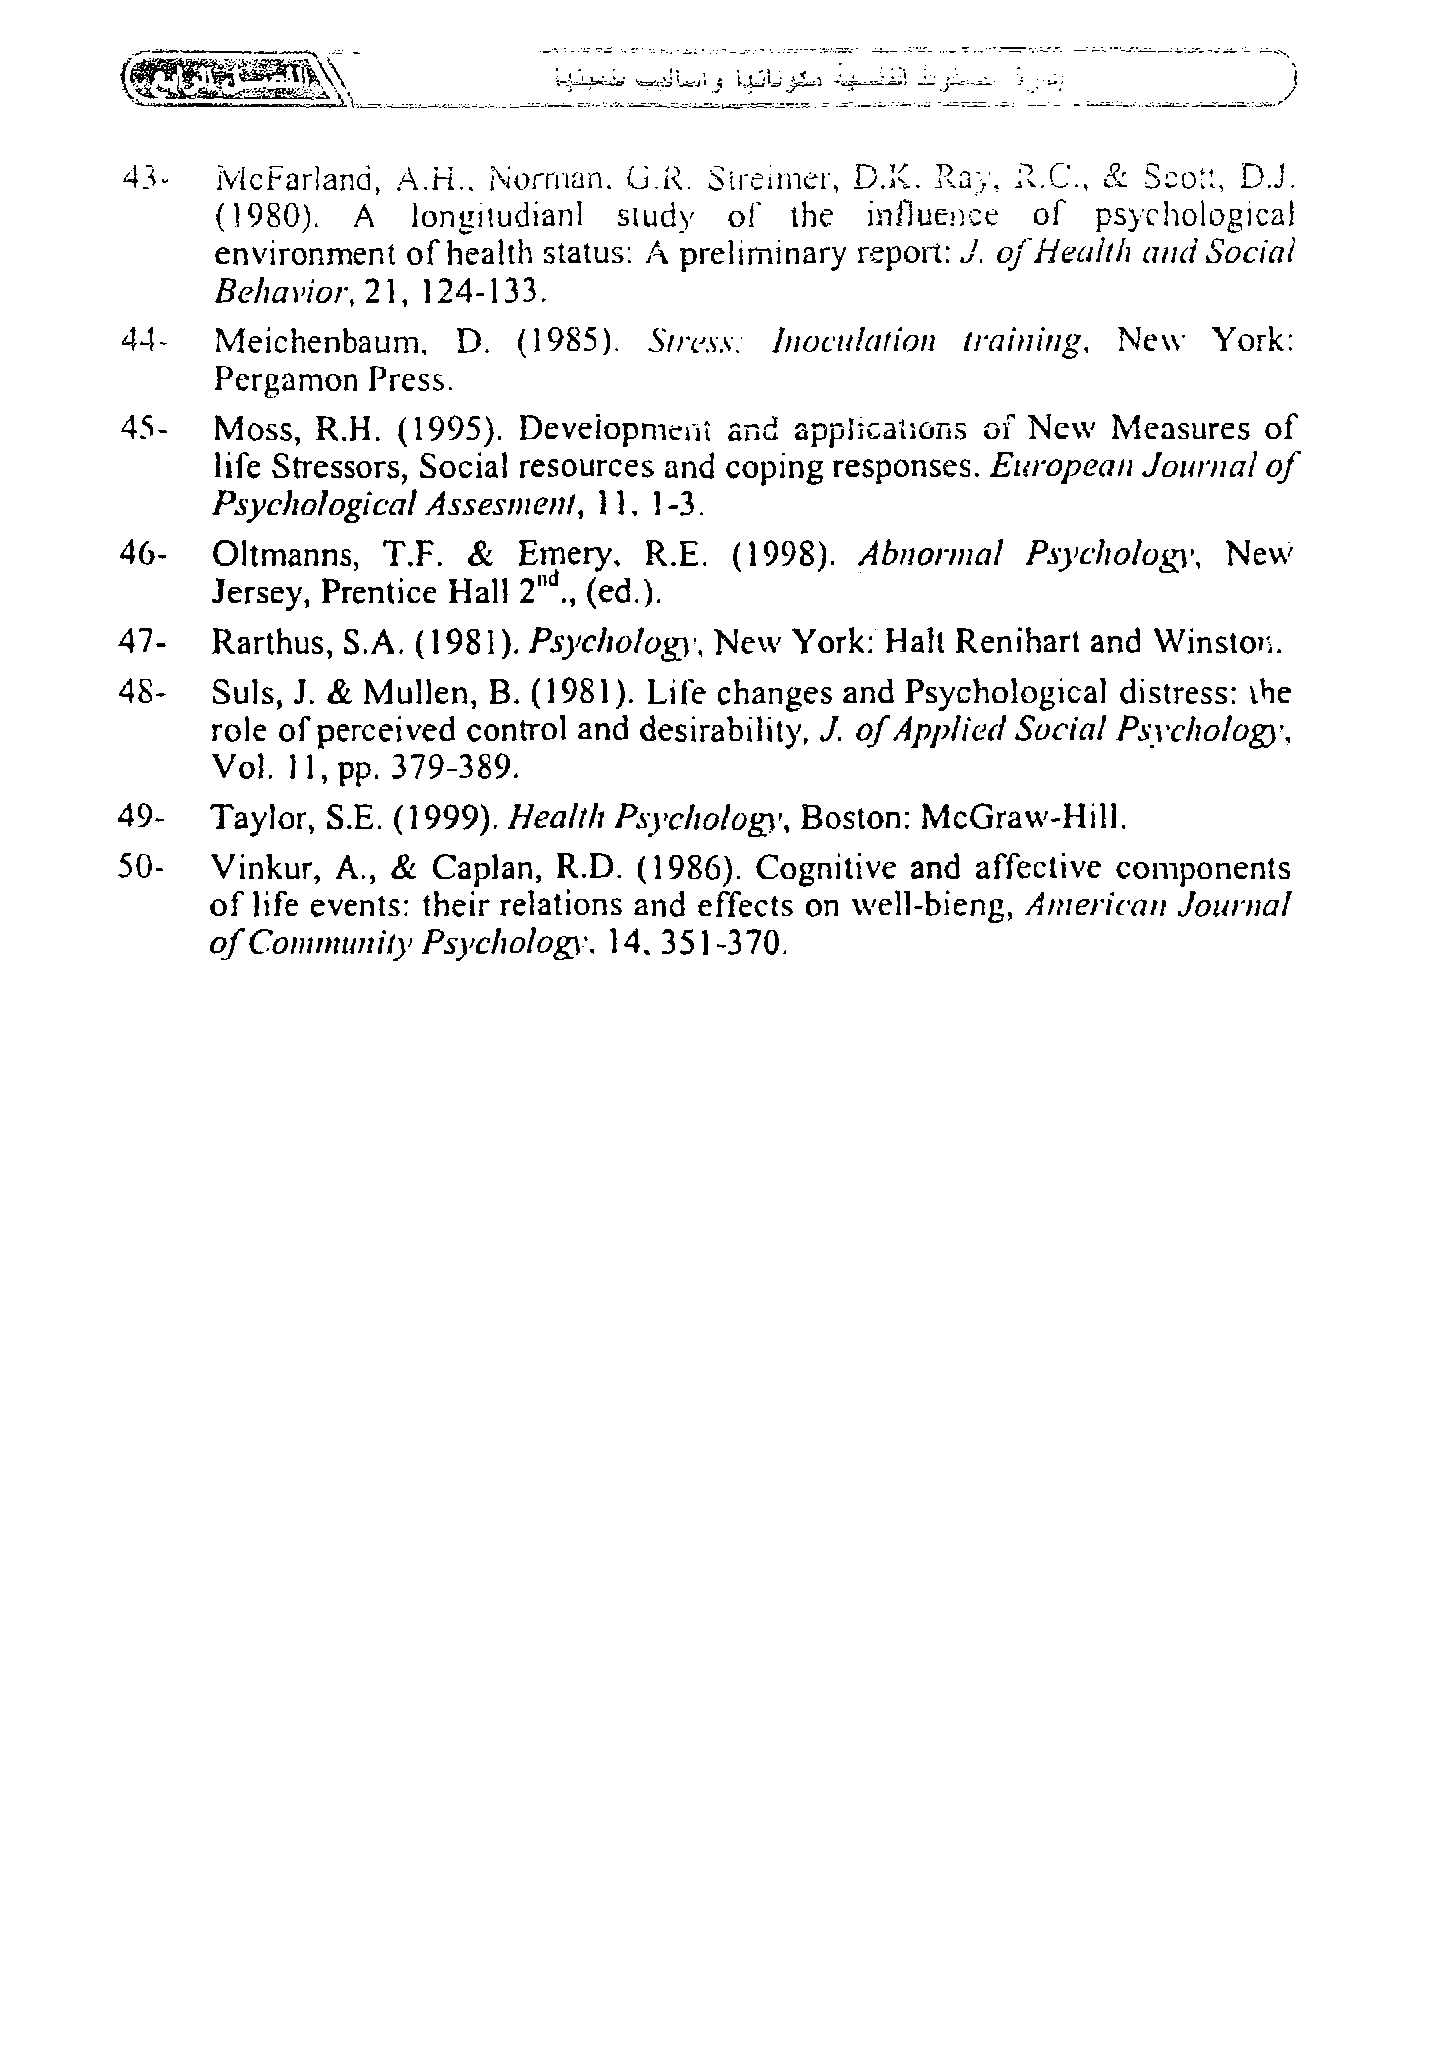 الضغوط النفسية مكوناتها وأساليب
43- McFarland, A.H., Norman, G.R. Streimer, D.K. Ray, R.C., & Scott, D.J.
(1980). A longitudianl study of the influence of psychological
environment of health status: A preliminary report: J. of Health and Social
Behavior, 21, 124-133.
44- Meichenbaum, D. (1985). Stress: Inoculation training, New York:
Pergamon Press.
45- Moss, R.H. (1995). Development and applications of New Measures of
life Stressors, Social resources and coping responses. European Journal of
Psychological Assesment, 11, 1-3.
46- Oltmanns, T.F. & Emery, R.E. (1998). Abnormal Psychology, New
Jersey, Prentice Hall 2nd., (ed.).
47- Rarthus, S.A. (1981). Psychology, New York: Halt Renihart and Winston.
48- Suls, J. & Mullen, B. (1981). Life changes and Psychological distress: the
role of perceived control and desirability, J. of Applied Social Psychology,
Vol. 11, pp. 379-389.
49- Taylor, S.E. (1999). Health Psychology, Boston: McGraw-Hill.
50- Vinkur, A., & Caplan, R.D. (1986). Cognitive and affective components
of life events: their relations and effects on well-bieng, American Journal
of Community Psychology, 14, 351-370.